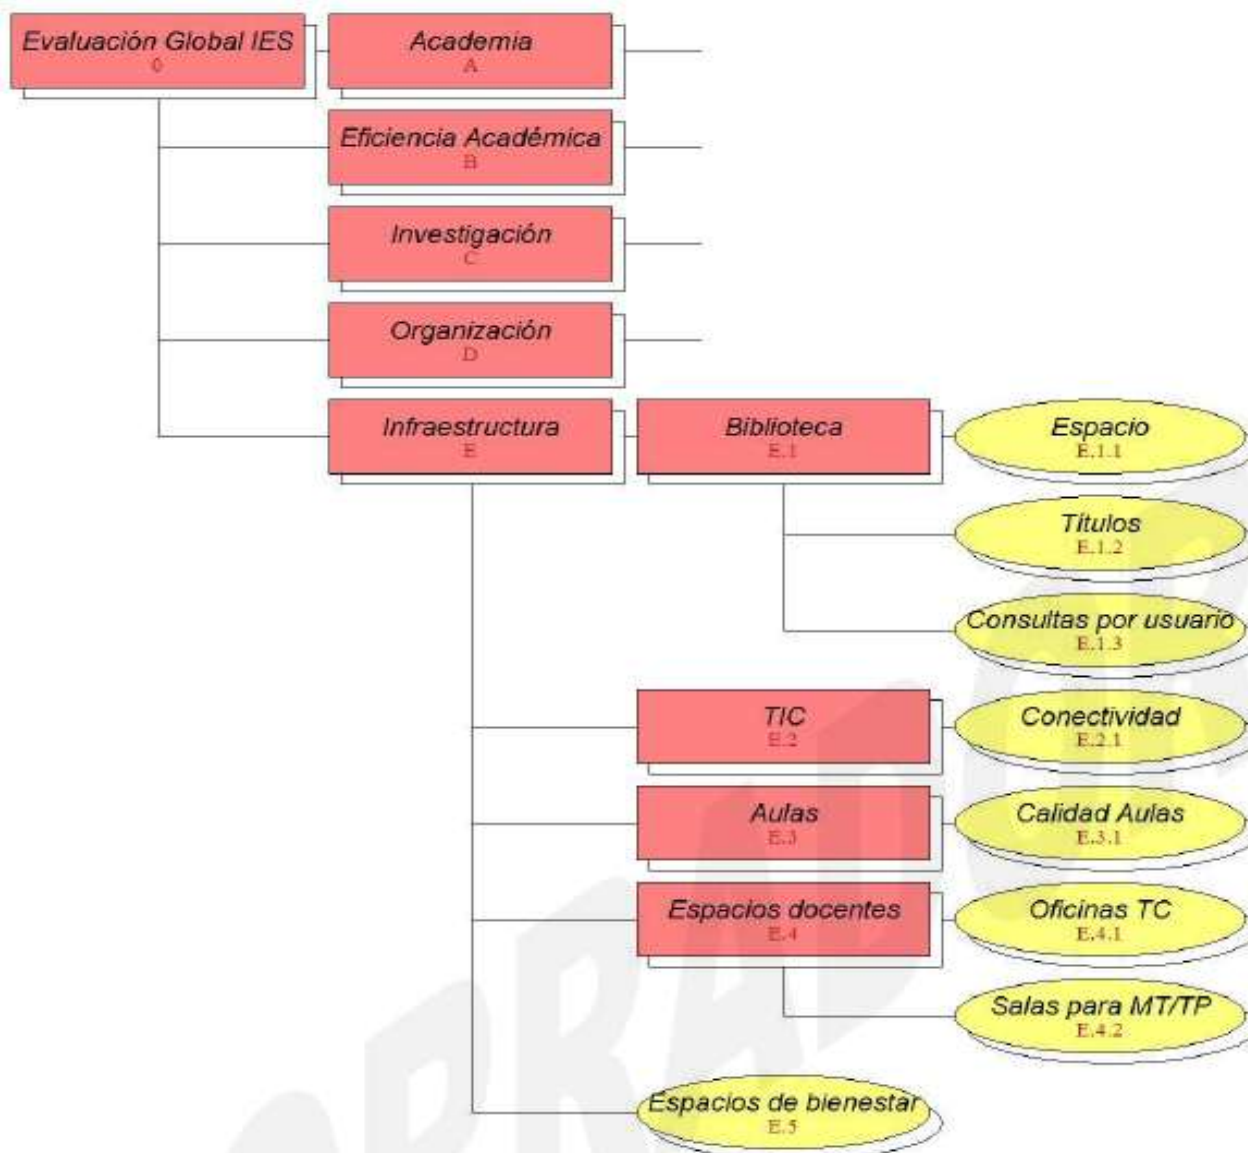 Evaluación Global IES
0
Academia
A
Eficiencia Académica
B
Investigación
C
Organización
D
Infraestructura
E
Biblioteca
E.1
Espacio
E.1.1
Títulos
E.1.2
Consultas por usuario
E.1.3
TIC
E.2
Conectividad
E.2.1
Aulas
E.3
Calidad Aulas
E.3.1
Espacios docentes
E.4
Oficinas TC
E.4.1
Salas para MT/TP
E.4.2
Espacios de bienestar
E.5